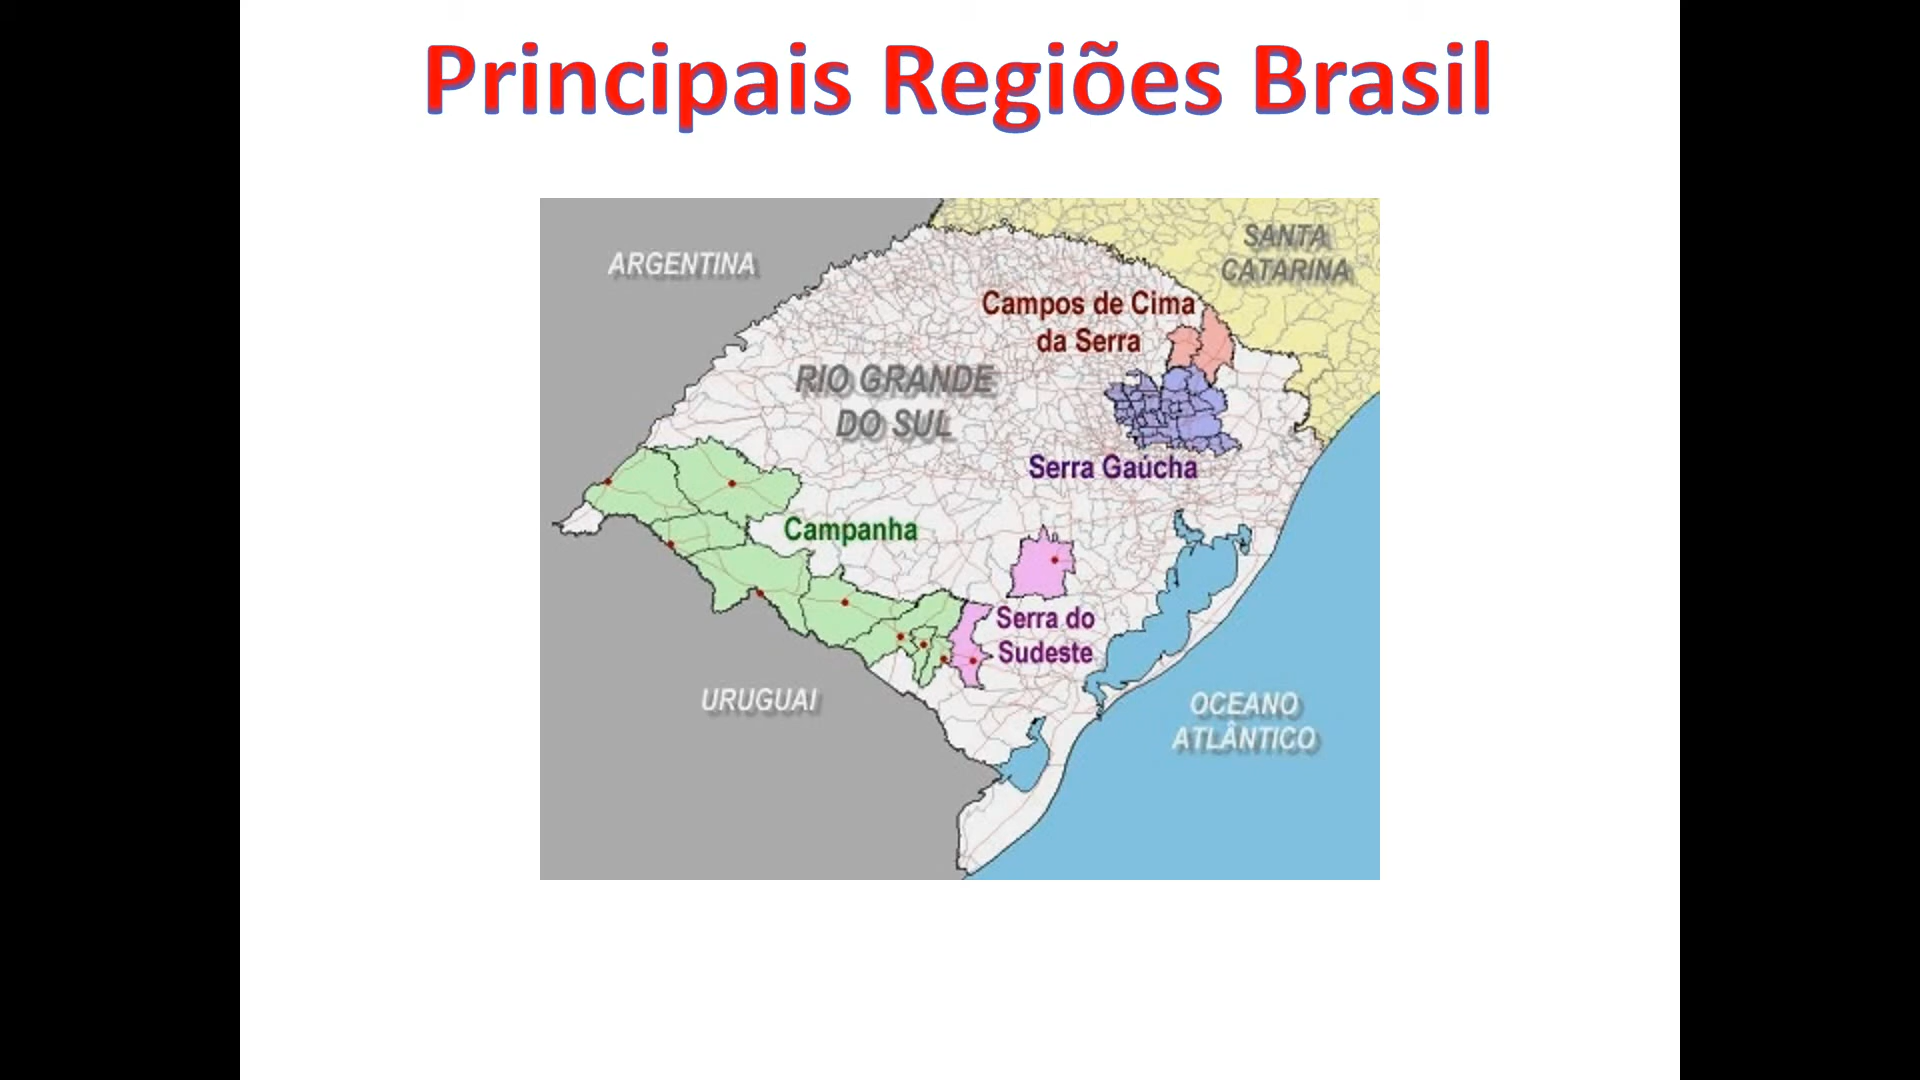 Principais Regiões Brasil
ARGENTINA
SANTA
CATARINA
Campos de Cima
da Serra
RIO GRANDE
DO SUL
Serra Gaúcha
Campanha
Serra do
Sudeste
URUGUAI
OCEANO
ATLÂNTICO